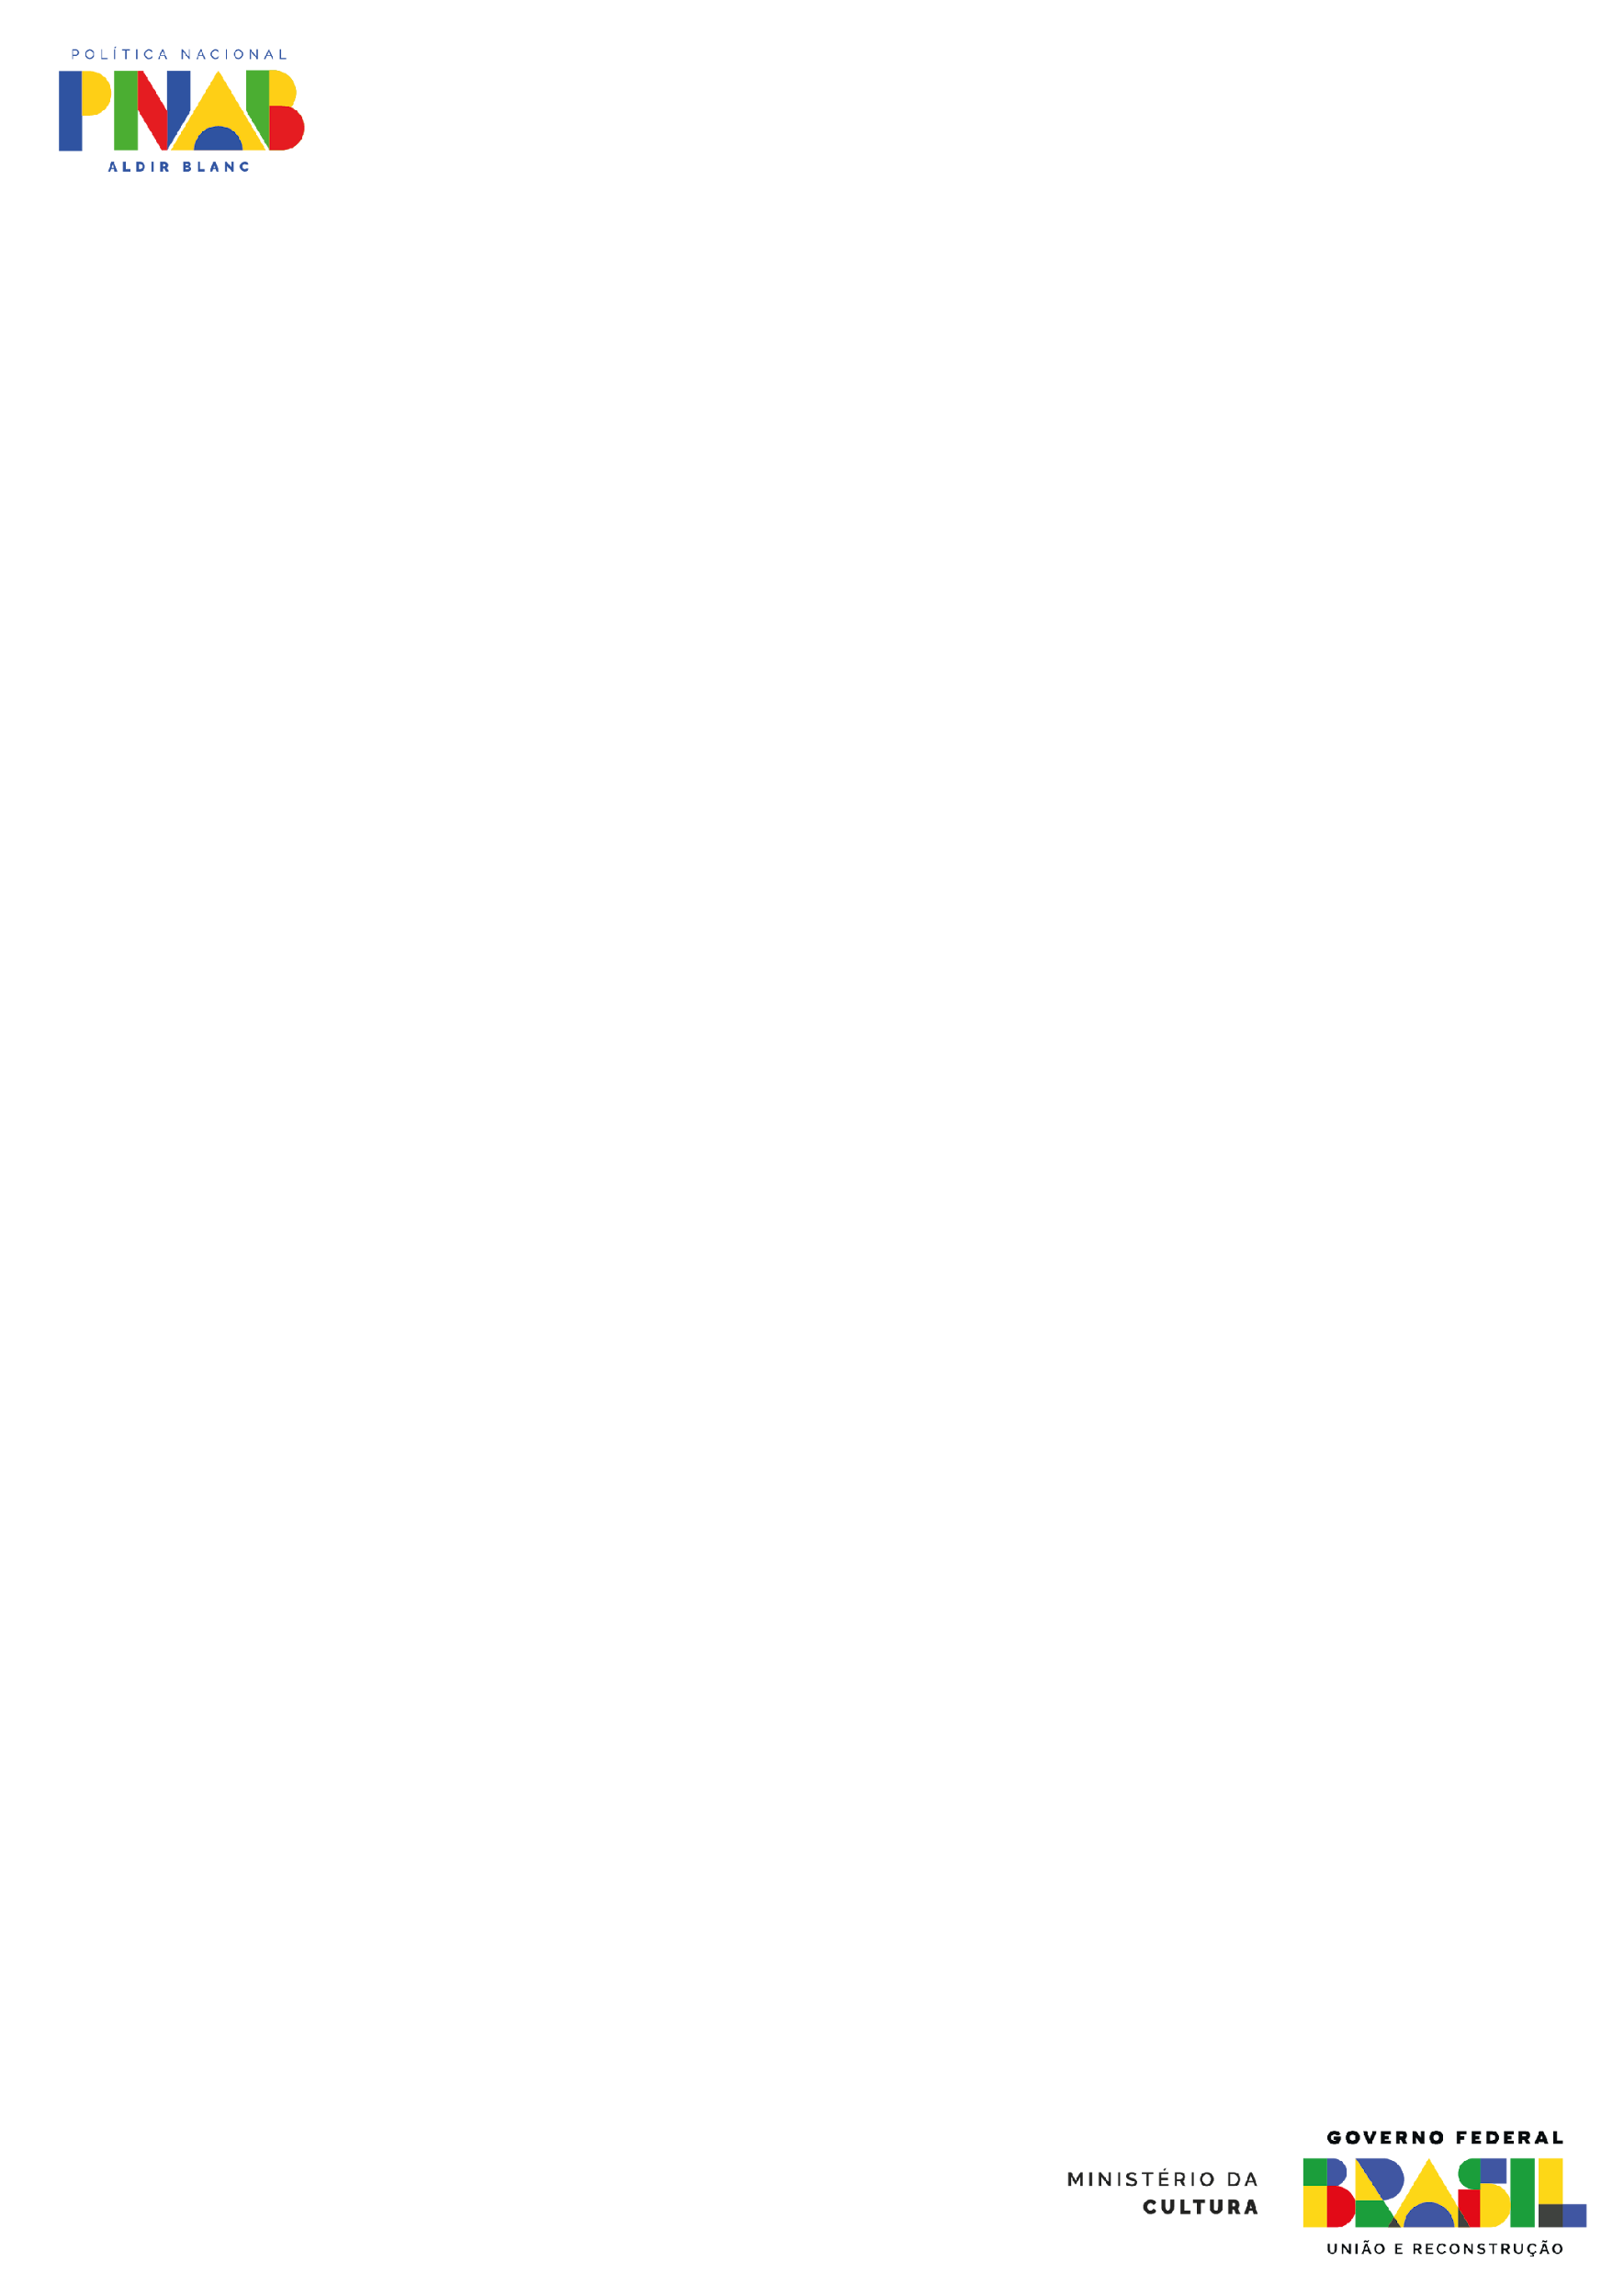 POLÍTICA NACIONAL
PNAB
ALDIR BLANC
GOVERNO FEDERAL
MINISTÉRIO DA
CULTURA
BRASIL
UNIÃO E RECONSTRUÇÃO